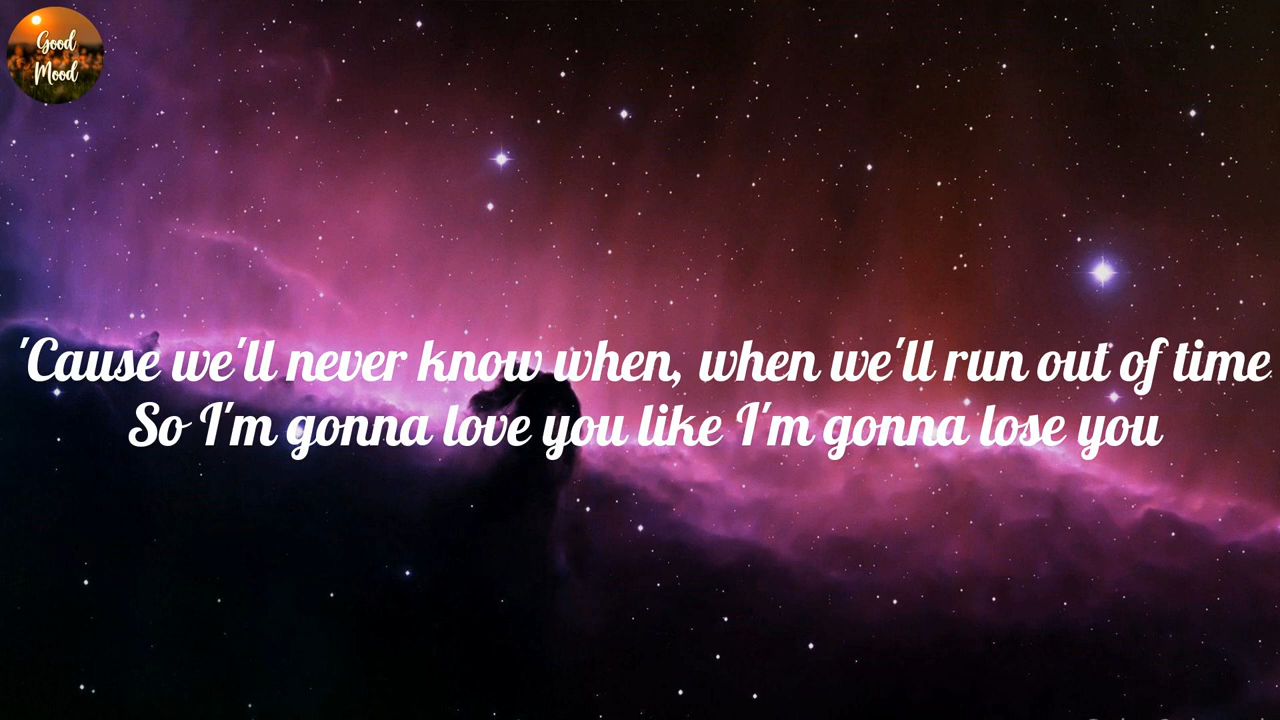 Good
Mood
'Cause we'll never know when, when we'll run out of time
So I'm gonna love you like I'm gonna lose you